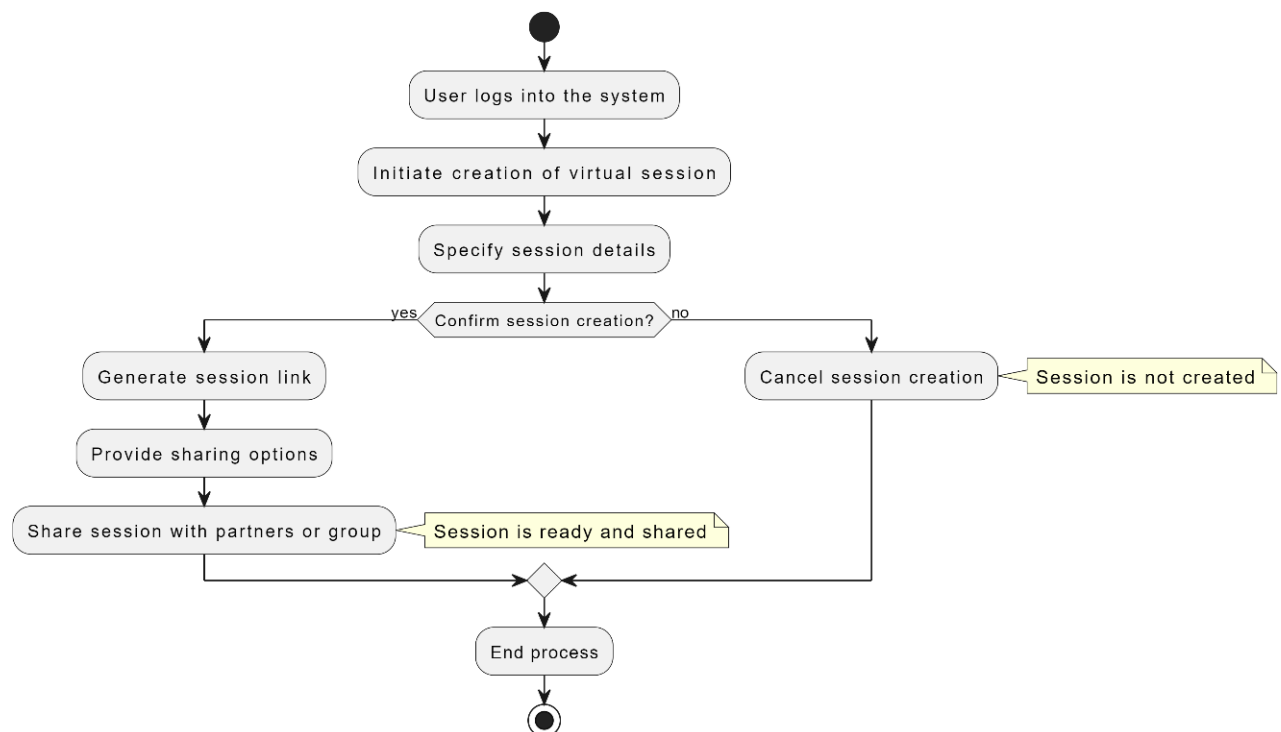 User logs into the system
Initiate creation of virtual session
Specify session details
yes
Confirm session creation?
no
Generate session link
Cancel session creation
Session is not created
Provide sharing options
Share session with partners or group
Session is ready and shared
End process